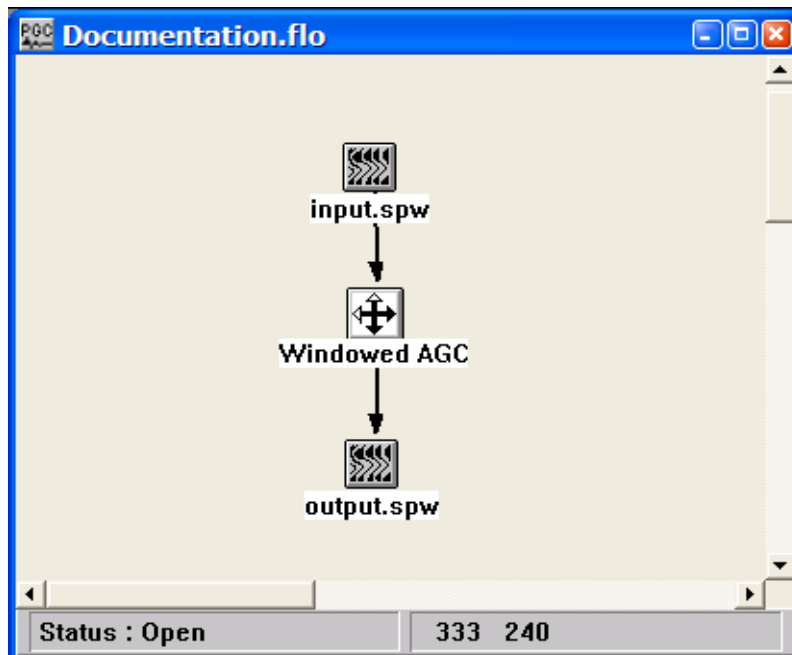 Documentation.flo
input.spw
Windowed AGC
output.spw
Status : Open
333 240